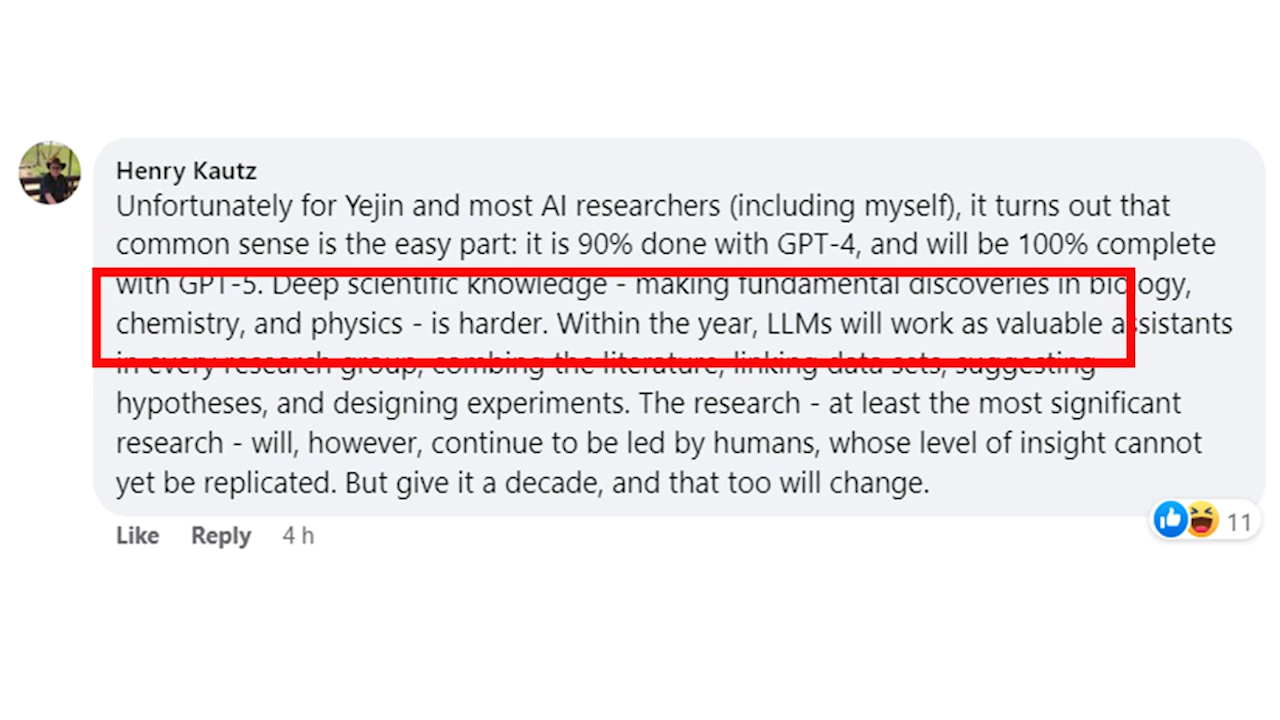 Henry Kautz
Unfortunately for Yejin and most AI researchers (including myself), it turns out that
common sense is the easy part: it is 90% done with GPT-4, and will be 100% complete
with GPT-5. Deep scientific knowledge - making fundamental discoveries in biology,
chemistry, and physics - is harder. Within the year, LLMs will work as valuable assistants
in every research group, combing the literature, linking data sets, suggesting
hypotheses, and designing experiments. The research - at least the most significant
research - will, however, continue to be led by humans, whose level of insight cannot
yet be replicated. But give it a decade, and that too will change.
Like Reply 4 h 11